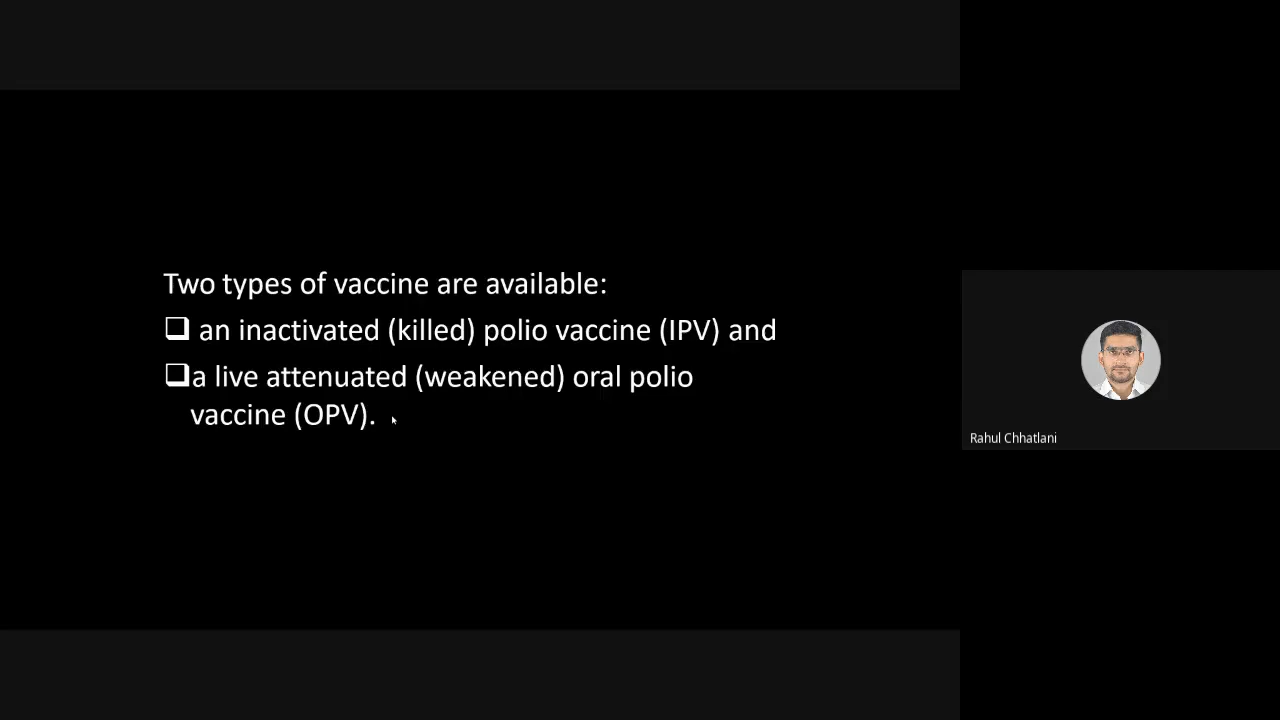 Two types of vaccine are available:
❑ an inactivated (killed) polio vaccine (IPV) and
❑a live attenuated (weakened) oral polio
vaccine (OPV).
Rahul Chhatlani